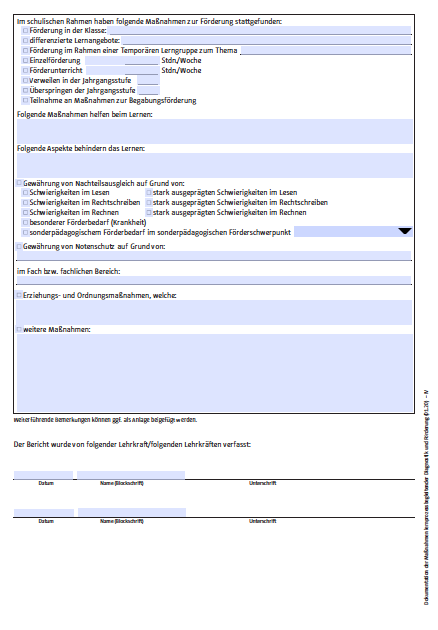 Im schulischen Rahmen haben folgende Maßnahmen zur Förderung stattgefunden:
Förderung in der Klasse:
differenzierte Lernangebote:
Förderung im Rahmen einer Temporären Lerngruppe zum Thema
Einzelförderung Stdn/Woche
Förderunterricht Stdn/Woche
Verweilen in der Jahrgangsstufe
Überspringen der Jahrgangsstufe
Teilnahme an Maßnahmen zur Begabungsförderung
Folgende Maßnahmen helfen beim Lernen:
Folgende Aspekte behindern das Lernen:
Gewährung von Nachteilsausgleich auf Grund von:
Schwierigkeiten im Lesen stark ausgeprägten Schwierigkeiten im Lesen
Schwierigkeiten im Rechtschreiben stark ausgeprägten Schwierigkeiten im Rechtschreiben
Schwierigkeiten im Rechnen stark ausgeprägten Schwierigkeiten im Rechnen
besonderer Förderbedarf (Krankheit)
sonderpädagogischem Förderbedarf im sonderpädagogischen Förderschwerpunkt
Gewährung von Notenschutz auf Grund von:
im Fach bzw. fachlichen Bereich:
Erziehungs- und Ordnungsmaßnahmen, welche:
weitere Maßnahmen:
Weiterführende Bemerkungen können ggf. als Anlage beigefügt werden.
Der Bericht wurde von folgender Lehrkraft/folgenden Lehrkräften verfasst:
Datum Name (Blockschrift) Unterschrift
Datum Name (Blockschrift) Unterschrift
Dokumentation der Maßnahmen lernprozessbegleitender Diagnostik und Förderung (01.20) – IV